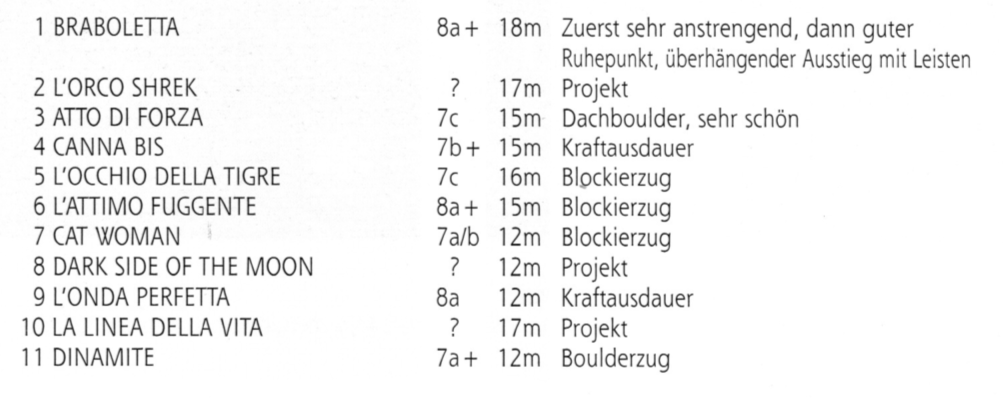 1 BRABOLETTA 8a+ 18m Zuerst sehr anstrengend, dann guter
Ruhepunkt, überhängender Ausstieg mit Leisten
2 L'ORCO SHREK ? 17m Projekt
3 ATTO DI FORZA 7c 15m Dachboulder, sehr schön
4 CANNA BIS 7b+ 15m Kraftausdauer
5 L'OCCHIO DELLA TIGRE 7c 16m Blockierzug
6 L'ATTIMO FUGGENTE 8a+ 15m Blockierzug
7 CAT WOMAN 7a/b 12m Blockierzug
8 DARK SIDE OF THE MOON ? 12m Projekt
9 L'ONDA PERFETTA 8a 12m Kraftausdauer
10 LA LINEA DELLA VITA ? 17m Projekt
11 DINAMITE 7a+ 12m Boulderzug